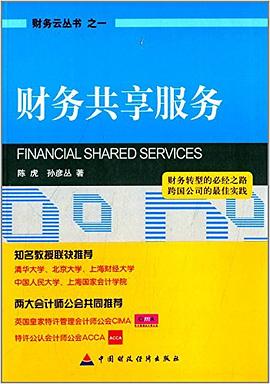 财务云丛书 之一
财务共享服务
FINANCIAL SHARED SERVICES
陈 虎 孙彦丛 著
财务转型的必经之路
跨国公司的最佳实践
知名教授联袂推荐
清华大学、北京大学、上海财经大学
中国人民大学、上海国家会计学院
两大会计师公会共同推荐
英国皇家特许管理会计师公会CIMA
特许公认会计师公会ACCA
ACCA
中国财政经济出版社